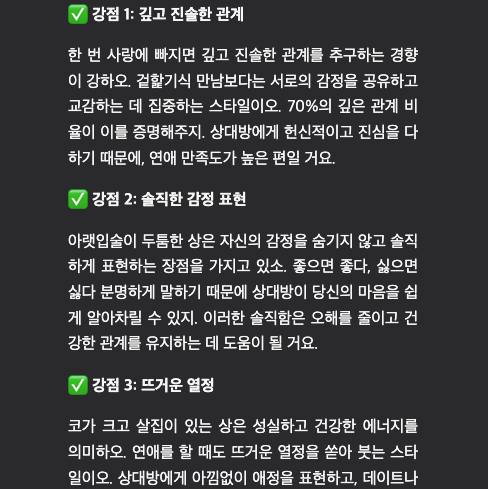 ✅ 강점 1: 깊고 진솔한 관계
한 번 사랑에 빠지면 깊고 진솔한 관계를 추구하는 경향
이 강하오. 겉핥기식 만남보다는 서로의 감정을 공유하고
교감하는 데 집중하는 스타일이오. 70%의 깊은 관계 비
율이 이를 증명해주지. 상대방에게 헌신적이고 진심을 다
하기 때문에, 연애 만족도가 높은 편일 거요.
✅ 강점 2: 솔직한 감정 표현
아랫입술이 두툼한 상은 자신의 감정을 숨기지 않고 솔직
하게 표현하는 장점을 가지고 있소. 좋으면 좋다, 싫으면
싫다 분명하게 말하기 때문에 상대방이 당신의 마음을 쉽
게 알아차릴 수 있지. 이러한 솔직함은 오해를 줄이고 건
강한 관계를 유지하는 데 도움이 될 거요.
✅ 강점 3: 뜨거운 열정
코가 크고 살집이 있는 상은 성실하고 건강한 에너지를
의미하오. 연애를 할 때도 뜨거운 열정을 쏟아 붓는 스타
일이오. 상대방에게 아낌없이 애정을 표현하고, 데이트나